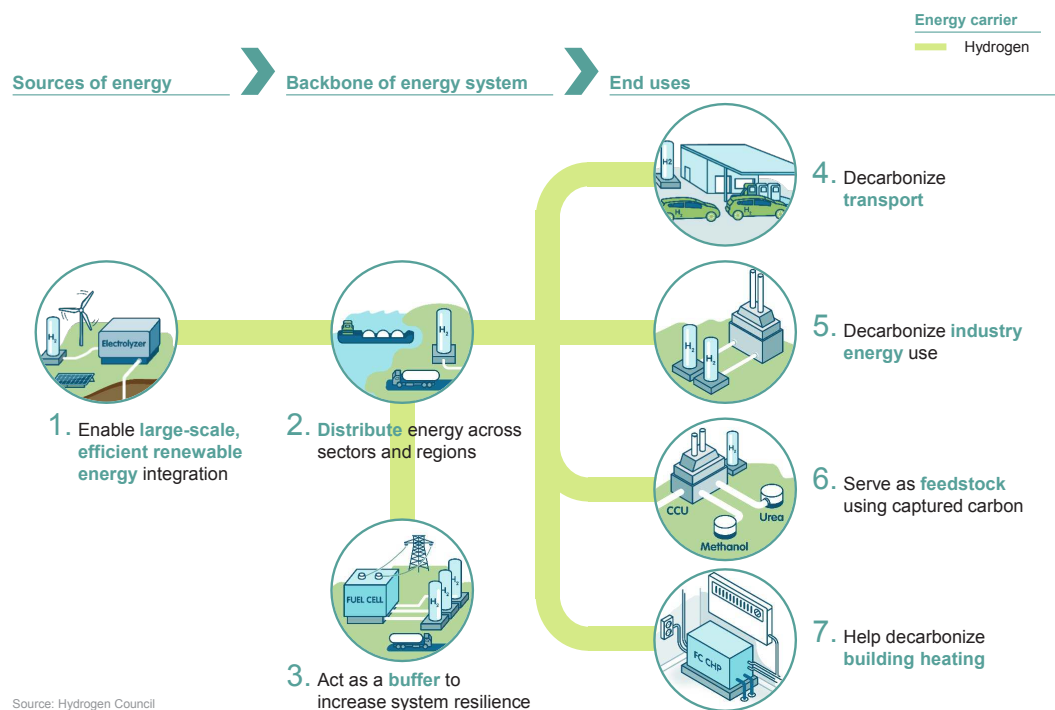 Energy carrier
Hydrogen
Sources of energy
Backbone of energy system
End uses
H2
H2
H2
4. Decarbonize
transport
H2
Electrolyzer
1. Enable large-scale,
efficient renewable
energy integration
H2
2. Distribute energy across
sectors and regions
H2
H2
5. Decarbonize industry
energy use
H2
CCU
Urea
Methanol
6. Serve as feedstock
using captured carbon
FUEL CELL
H2
H2
H2
3. Act as a buffer to
increase system resilience
FC CHP
7. Help decarbonize
building heating
Source: Hydrogen Council